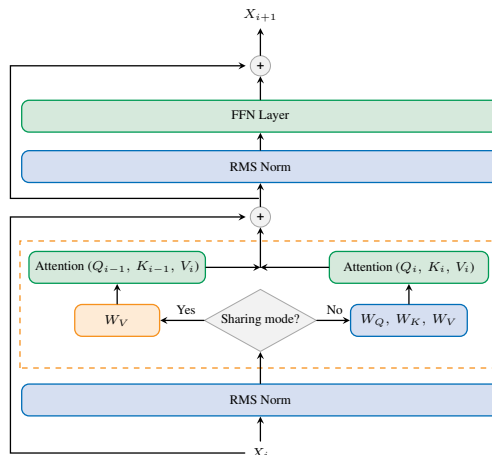 X_{i+1}
+
FFN Layer
RMS Norm
+
Attention (Q_{i−1}, K_{i−1}, V_i)
Attention (Q_i, K_i, V_i)
Yes
No
W_V
Sharing mode?
W_Q, W_K, W_V
RMS Norm
X_i